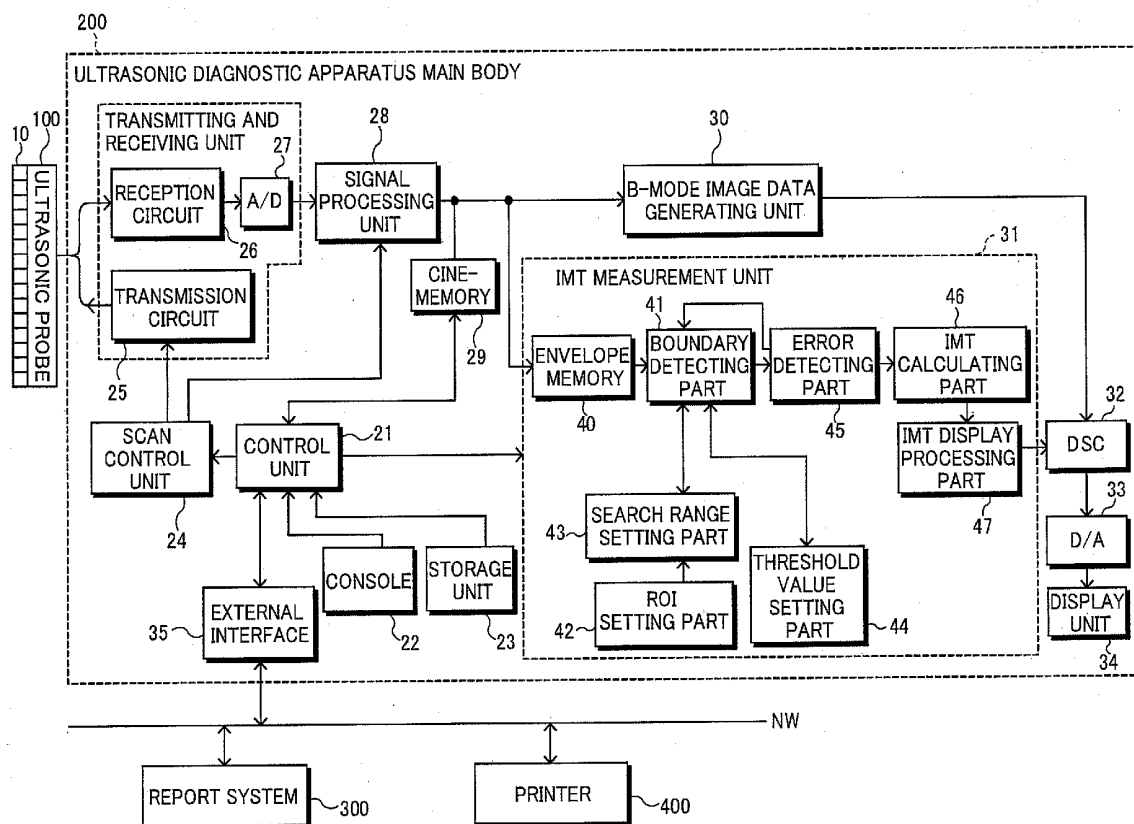 200
ULTRASONIC DIAGNOSTIC APPARATUS MAIN BODY
10
100
ULTRASONIC PROBE
TRANSMITTING AND
RECEIVING UNIT
RECEPTION
CIRCUIT
26
27
A/D
TRANSMISSION
CIRCUIT
25
28
SIGNAL
PROCESSING
UNIT
CINE-
MEMORY
29
30
B-MODE IMAGE DATA
GENERATING UNIT
31
IMT MEASUREMENT UNIT
ENVELOPE
MEMORY
40
41
BOUNDARY
DETECTING
PART
ERROR
DETECTING
PART
45
46
IMT
CALCULATING
PART
IMT DISPLAY
PROCESSING
PART
47
32
DSC
33
D/A
DISPLAY
UNIT
34
SCAN
CONTROL
UNIT
24
CONTROL
UNIT
21
43
SEARCH RANGE
SETTING PART
42
ROI
SETTING PART
THRESHOLD
VALUE
SETTING
PART
44
CONSOLE
22
STORAGE
UNIT
23
35
EXTERNAL
INTERFACE
NW
REPORT SYSTEM
300
PRINTER
400